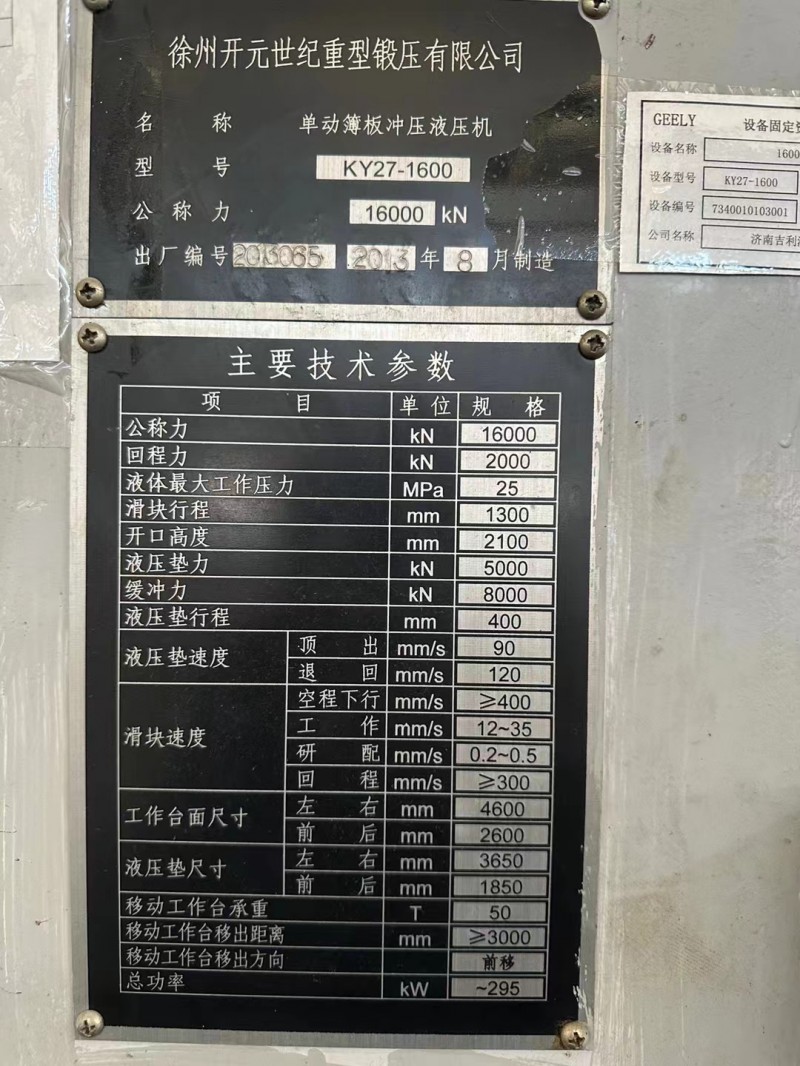 徐州开元世纪重型锻压有限公司
名 称 单动薄板冲压液压机
型 号 KY27-1600
公 称 力 16000 kN
出厂编号 2013065 2013 年 8 月制造
GEELY 设备固定
设备名称 1600
设备型号 KY27-1600
设备编号 7340010103001
公司名称 济南吉利
主要技术参数
项 目 单 位 规 格
公称力 kN 16000
回程力 kN 2000
液体最大工作压力 MPa 25
滑块行程 mm 1300
开口高度 mm 2100
液压垫力 kN 5000
缓冲力 kN 8000
液压垫行程 mm 400
液压垫速度 顶 出 mm/s 90
退 回 mm/s 120
滑块速度 空程下行 mm/s ≥400
工 作 mm/s 12~35
研 配 mm/s 0.2~0.5
回 程 mm/s ≥300
工作台面尺寸 左 右 mm 4600
前 后 mm 2600
液压垫尺寸 左 右 mm 3650
前 后 mm 1850
移动工作台承重 T 50
移动工作台移出距离 mm ≥3000
移动工作台移出方向 前移
总功率 kW ~295